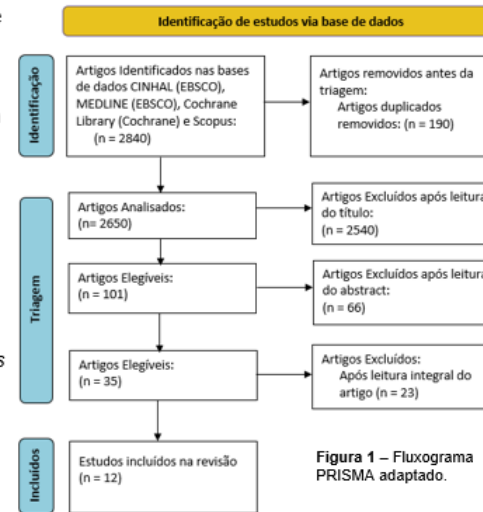 Identificação de estudos via base de dados
Identificação
Artigos Identificados nas bases
de dados CINHAL (EBSCO),
MEDLINE (EBSCO), Cochrane
Library (Cochrane) e Scopus:
(n = 2840)
Artigos removidos antes da
triagem:
Artigos duplicados
removidos: (n = 190)
Triagem
Artigos Analisados:
(n= 2650)
Artigos Excluídos após leitura
do título:
(n = 2540)
Artigos Elegíveis:
(n = 101)
Artigos Excluídos após leitura
do abstract:
(n = 66)
Artigos Elegíveis:
(n = 35)
Artigos Excluídos:
Após leitura integral do
artigo (n = 23)
Incluídos
Estudos incluídos na revisão
(n = 12)
Figura 1 – Fluxograma
PRISMA adaptado.